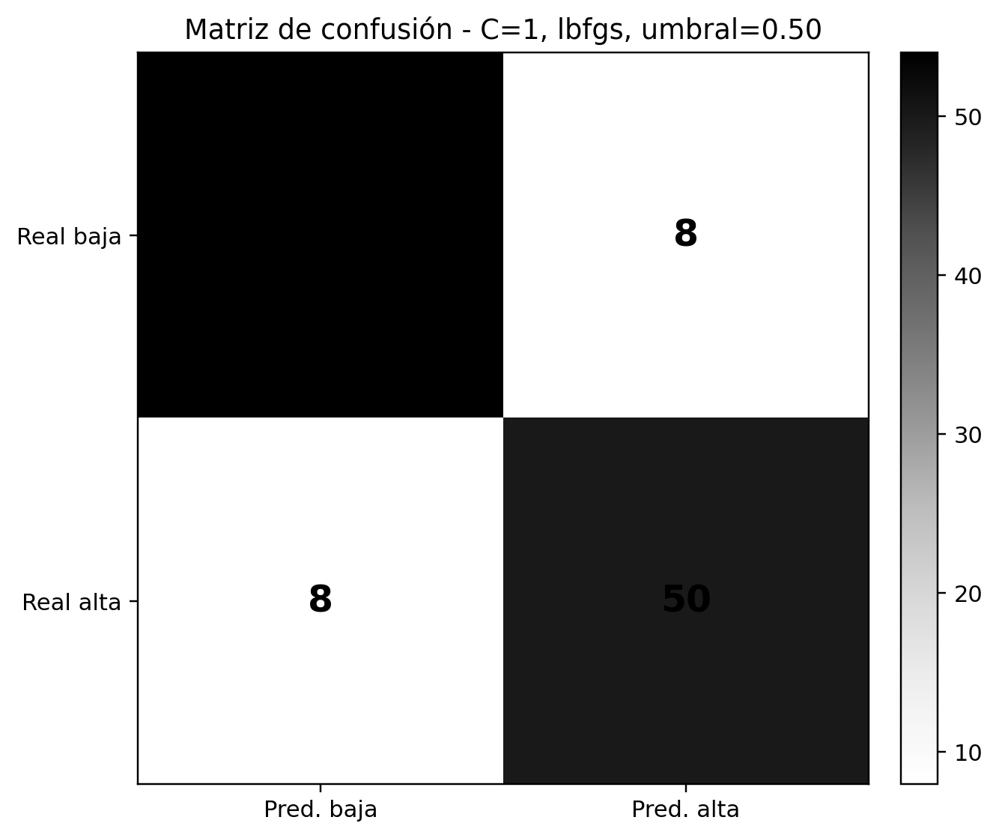 Matriz de confusión - C=1, lbfgs, umbral=0.50
Real baja
8
Real alta
8
50
Pred. baja
Pred. alta
50
40
30
20
10